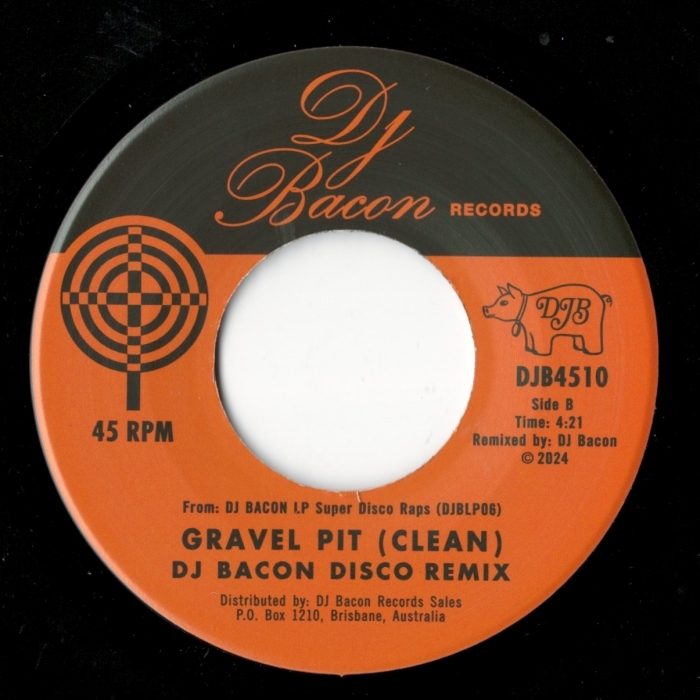 Dj
Bacon RECORDS
DJB
DJB4510
Side B
Time: 4:21
Remixed by: DJ Bacon
© 2024
45 RPM
From: DJ BACON LP Super Disco Raps (DJBLP06)
GRAVEL PIT (CLEAN)
DJ BACON DISCO REMIX
Distributed by: DJ Bacon Records Sales
P.O. Box 1210, Brisbane, Australia